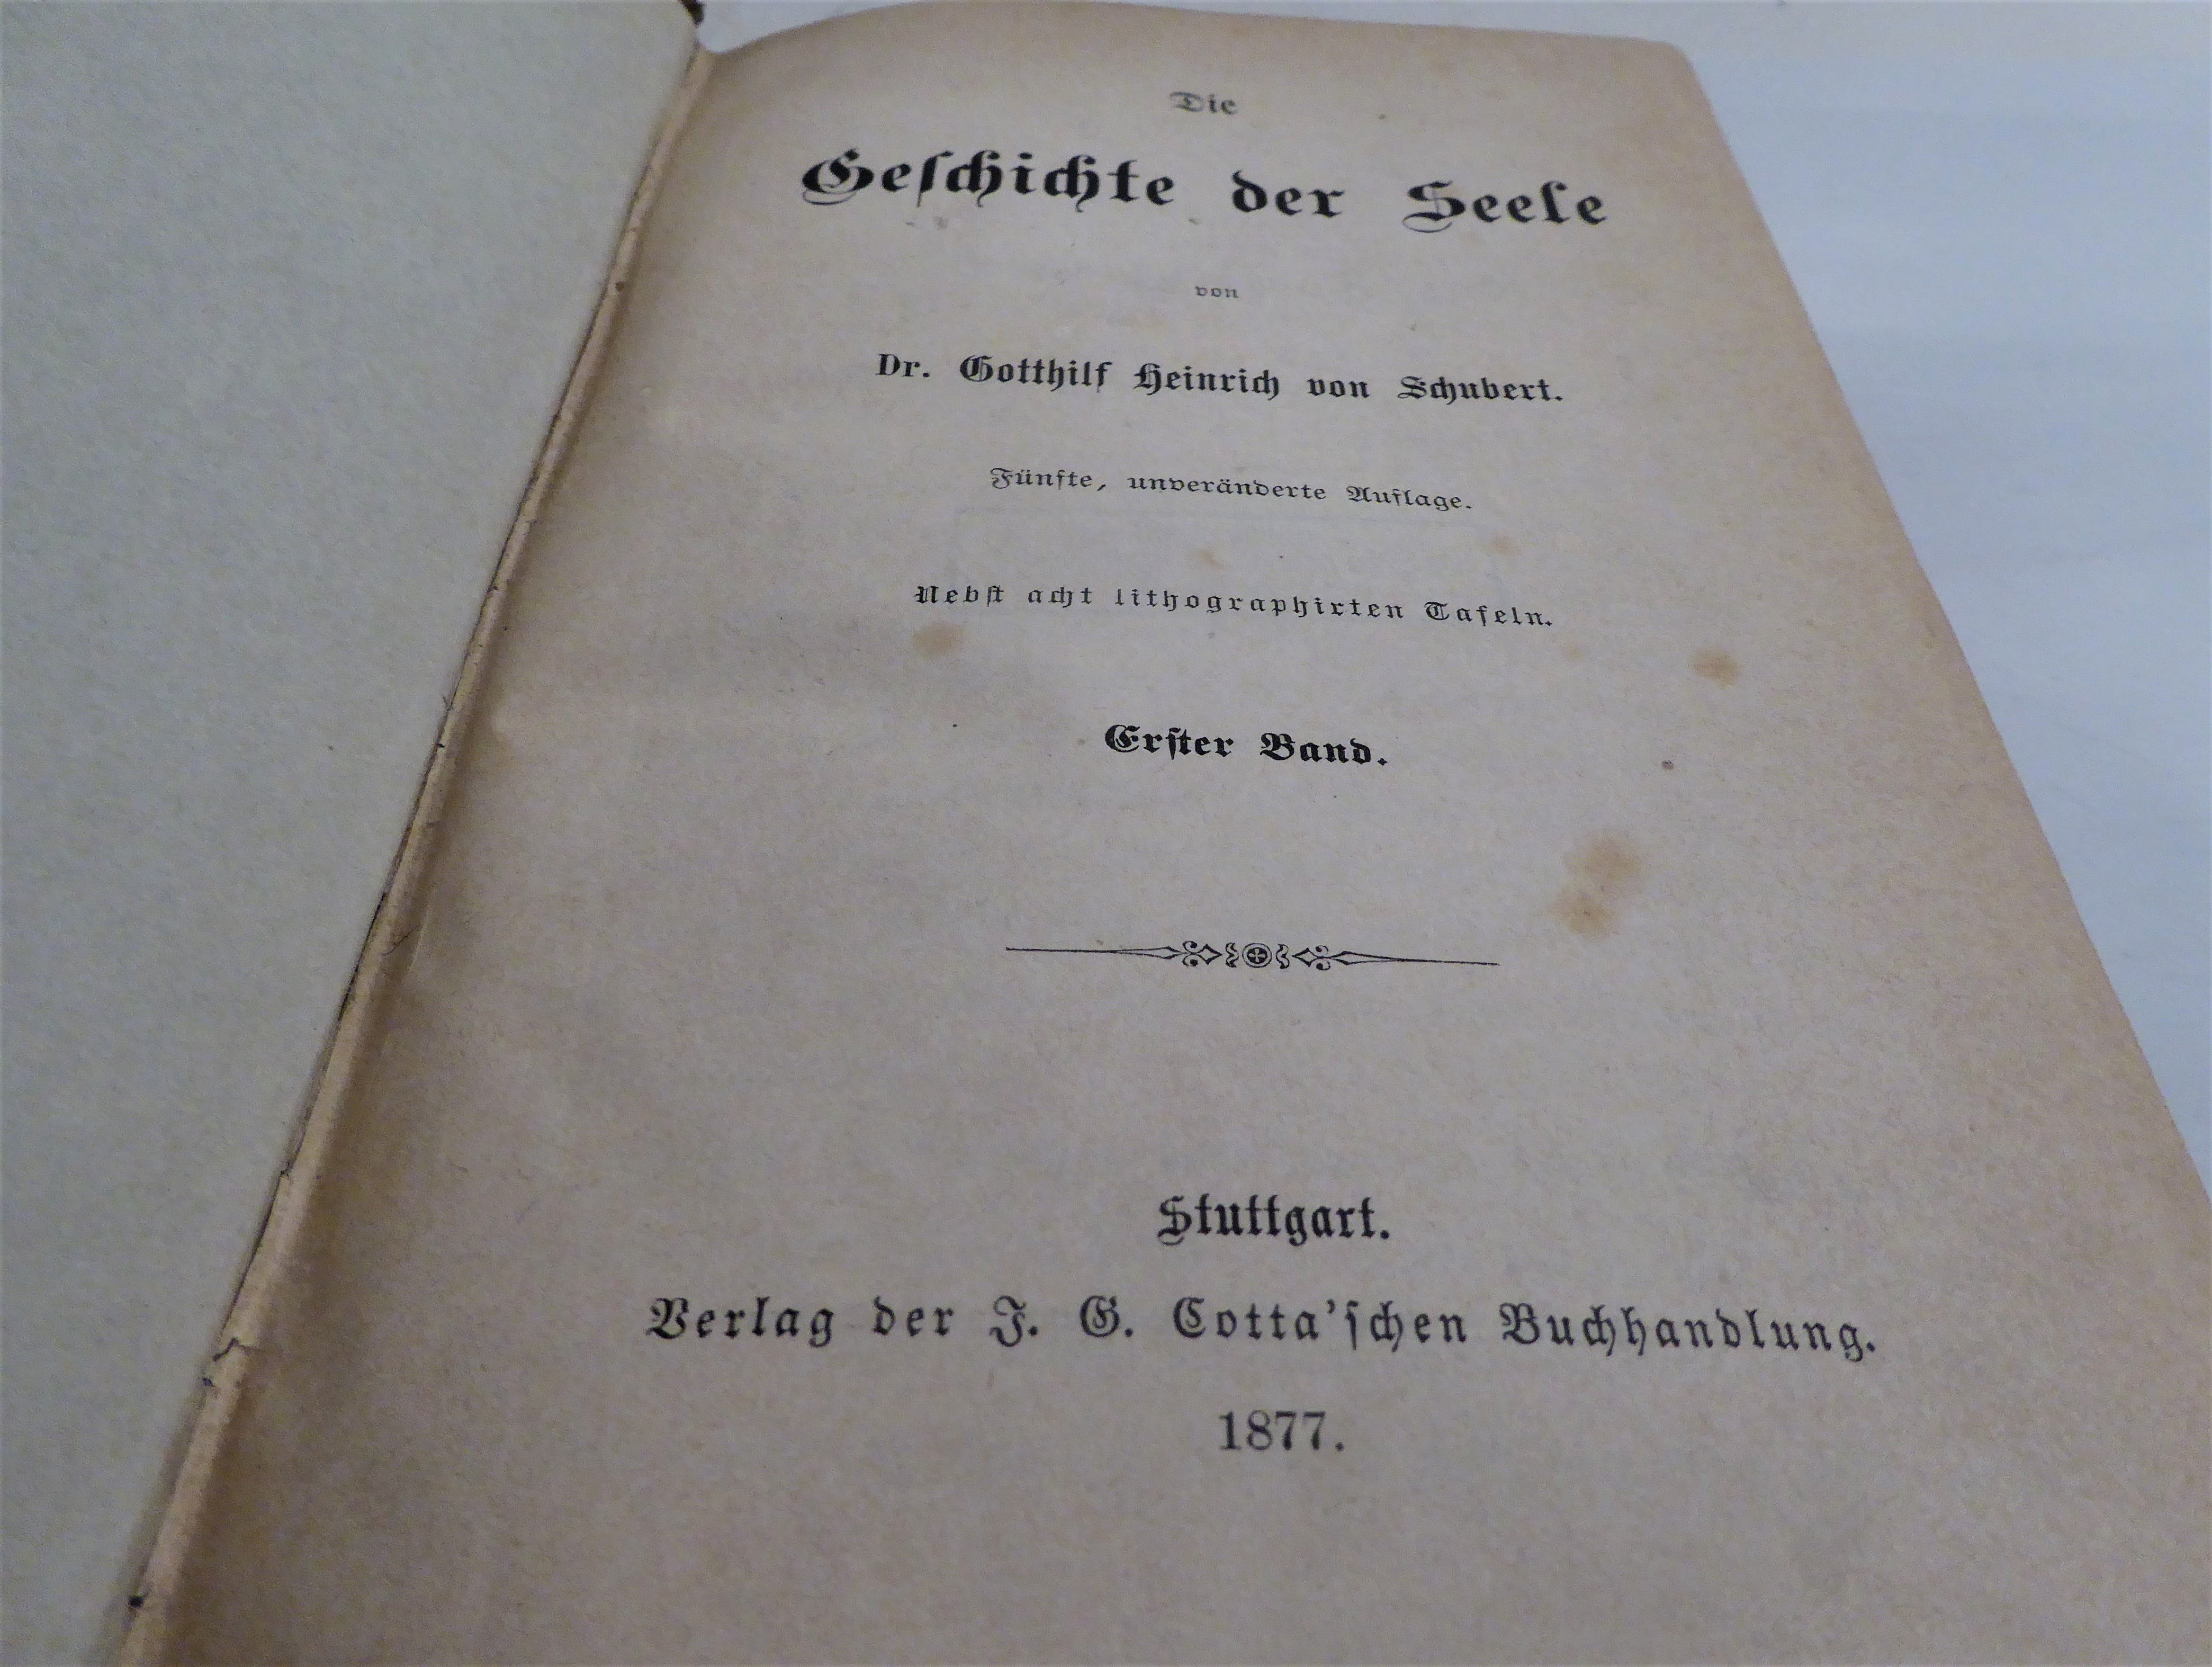 Die
Geſchichte der Seele
von
Dr. Gotthilf Heinrich von Schubert.
Fünfte, unveränderte Auflage.
Nebſt acht lithographirten Tafeln.
Erſter Band.
Stuttgart.
Verlag der J. G. Cotta'ſchen Buchhandlung.
1877.